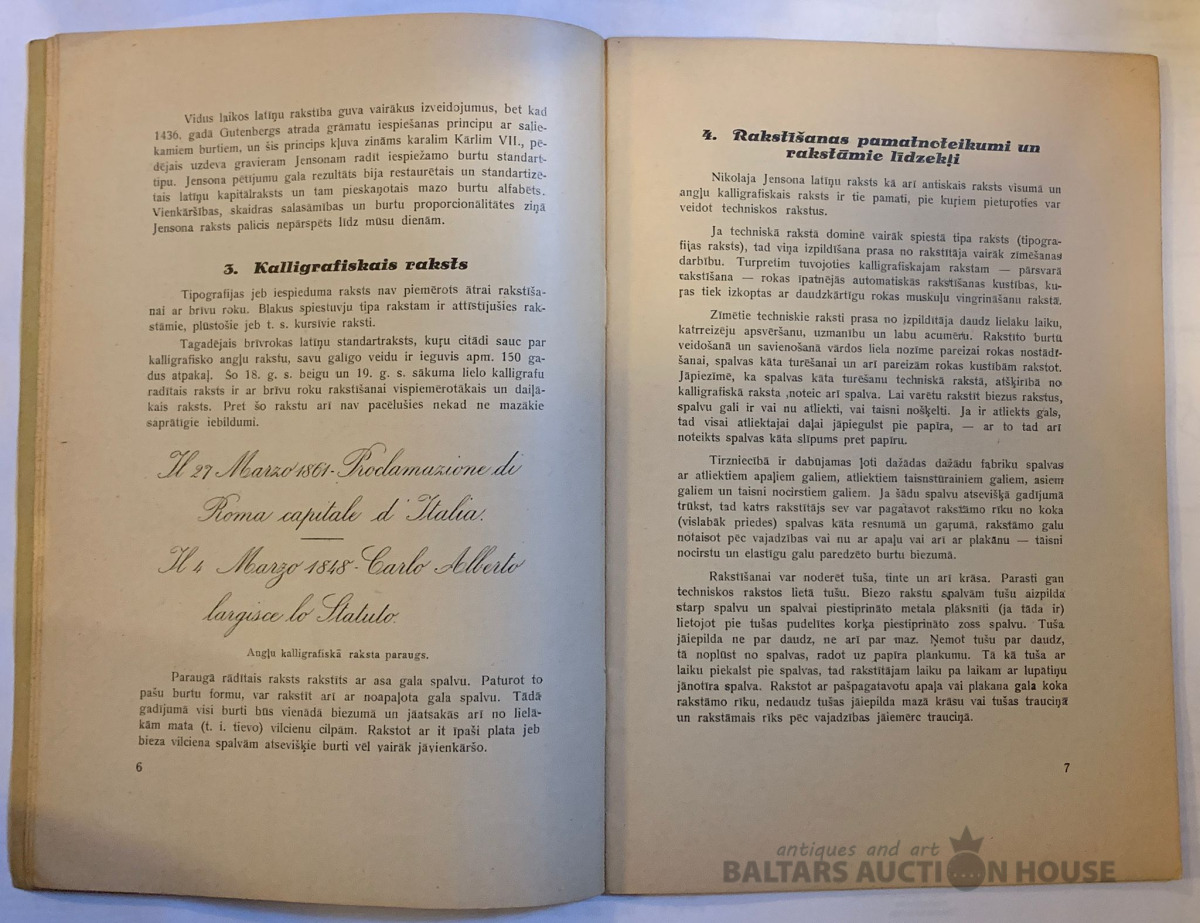 Vidus laikos latīņu rakstība guva vairākus izveidojumus, bet kad
1436. gadā Gutenbergs atrada grāmatu iespiešanas principu ar salie-
kamiem burtiem, un šis princips kļuva zināms karalim Kārlim VII., pē-
dējais uzdeva gravieram Jensonam radīt iespiežamo burtu standart-
tipu. Jensona pētījumu gala rezultāts bija restaurētais un standartizē-
tais latīņu kapitālraksts un tam pieskaņotais mazo burtu alfabēts.
Vienkāršības, skaidras salasāmības un burtu proporcionālitātes ziņā
Jensona raksts palicis nepārspēts līdz mūsu dienām.
3. Kalligrafiskais raksts
Tipografijas jeb iespieduma raksts nav piemērots ātrai rakstīša-
nai ar brīvu roku. Blakus spiestuvju tipa rakstam ir attīstījušies rak-
stāmie, plūstošie jeb t. s. kursīvie raksti.
Tagadējais brīvrokas latīņu standartraksts, kuŗu citādi sauc par
kalligrafisko angļu rakstu, savu galīgo veidu ir ieguvis apm. 150 ga-
dus atpakaļ. Šo 18. g. s. beigu un 19. g. s. sākuma lielo kalligrafu
radītais raksts ir ar brīvu roku rakstīšanai vispiemērotākais un daiļā-
kais raksts. Pret šo rakstu arī nav pacēlušies nekad ne mazākie
saprātīgie iebildumi.
Il 27 Marzo 1861 - Proclamazione di
Roma capitale d'Italia.
Il 4 Marzo 1848 - Carlo Alberto
largisce lo Statuto.
Angļu kalligrafiskā raksta paraugs.
Paraugā rādītais raksts rakstīts ar asa gala spalvu. Paturot to
pašu burtu formu, var rakstīt arī ar noapaļota gala spalvu. Tādā
gadījumā visi burti būs vienādā biezumā un jāatsakās arī no lielā-
kām mata (t. i. tievo) vilcienu cilpām. Rakstot ar it īpaši plata jeb
bieza vilciena spalvām atsevišķie burti vēl vairāk jāvienkāršo.
6
4. Rakstīšanas pamatnoteikumi un
rakstāmie līdzekļi
Nikolaja Jensona latīņu raksts kā arī antiskais raksts visumā un
angļu kalligrafiskais raksts ir tie pamati, pie kuŗiem pieturoties var
veidot techniskos rakstus.
Ja techniskā rakstā dominē vairāk spiestā tipa raksts (tipogra-
fijas raksts), tad viņa izpildīšana prasa no rakstītāja vairāk zīmēšanas
darbību. Turpretim tuvojoties kalligrafiskajam rakstam — pārsvarā
rakstīšana — rokas īpatnējās automatiskās rakstīšanas kustības, ku-
ŗas tiek izkoptas ar daudzkārtīgu rokas muskuļu vingrināšanu rakstā.
Zīmētie techniskie raksti prasa no izpildītāja daudz lielāku laiku,
katrreizēju apsvēršanu, uzmanību un labu acumēru. Rakstīto burtu
veidošanā un savienošanā vārdos liela nozīme pareizai rokas nostādī-
šanai, spalvas kāta turēšanai un arī pareizām rokas kustībām rakstot.
Jāpiezīmē, ka spalvas kāta turēšanu techniskā rakstā, atšķirībā no
kalligrafiskā raksta ,noteic arī spalva. Lai varētu rakstīt biezus rakstus,
spalvu gali ir vai nu atliekti, vai taisni nošķelti. Ja ir atliekts gals,
tad visai atliektajai daļai jāpiegulst pie papīra, — ar to tad arī
noteikts spalvas kāta slīpums pret papīru.
Tirzniecībā ir dabūjamas ļoti dažādas dažādu fabriku spalvas
ar atliektiem apaļiem galiem, atliektiem taisnstūrainiem galiem, asiem
galiem un taisni nocirstiem galiem. Ja šādu spalvu atsevišķā gadījumā
trūkst, tad katrs rakstītājs sev var pagatavot rakstāmo rīku no koka
(vislabāk priedes) spalvas kāta resnumā un gaŗumā, rakstāmo galu
notaisot pēc vajadzības vai nu ar apaļu vai arī ar plakānu — taisni
nocirstu un elastīgu galu paredzēto burtu biezumā.
Rakstīšanai var noderēt tuša, tinte un arī krāsa. Parasti gan
techniskos rakstos lietā tušu. Biezo rakstu spalvām tušu aizpilda
starp spalvu un spalvai piestiprināto metala plāksnīti (ja tāda ir)
lietojot pie tušas pudelītes korķa piestiprināto zoss spalvu. Tuša
jāiepilda ne par daudz, ne arī par maz. Ņemot tušu par daudz,
tā noplūst no spalvas, radot uz papīra plankumu. Tā kā tuša ar
laiku piekalst pie spalvas, tad rakstītājam laiku pa laikam ar lupatiņu
jānotīra spalva. Rakstot ar pašpagatavotu apaļa vai plakana gala koka
rakstāmo rīku, nedaudz tušas jāiepilda mazā krāsu vai tušas trauciņā
un rakstāmais rīks pēc vajadzības jāiemērc trauciņā.
7
antiques and art
BALTARS AUCTION HOUSE